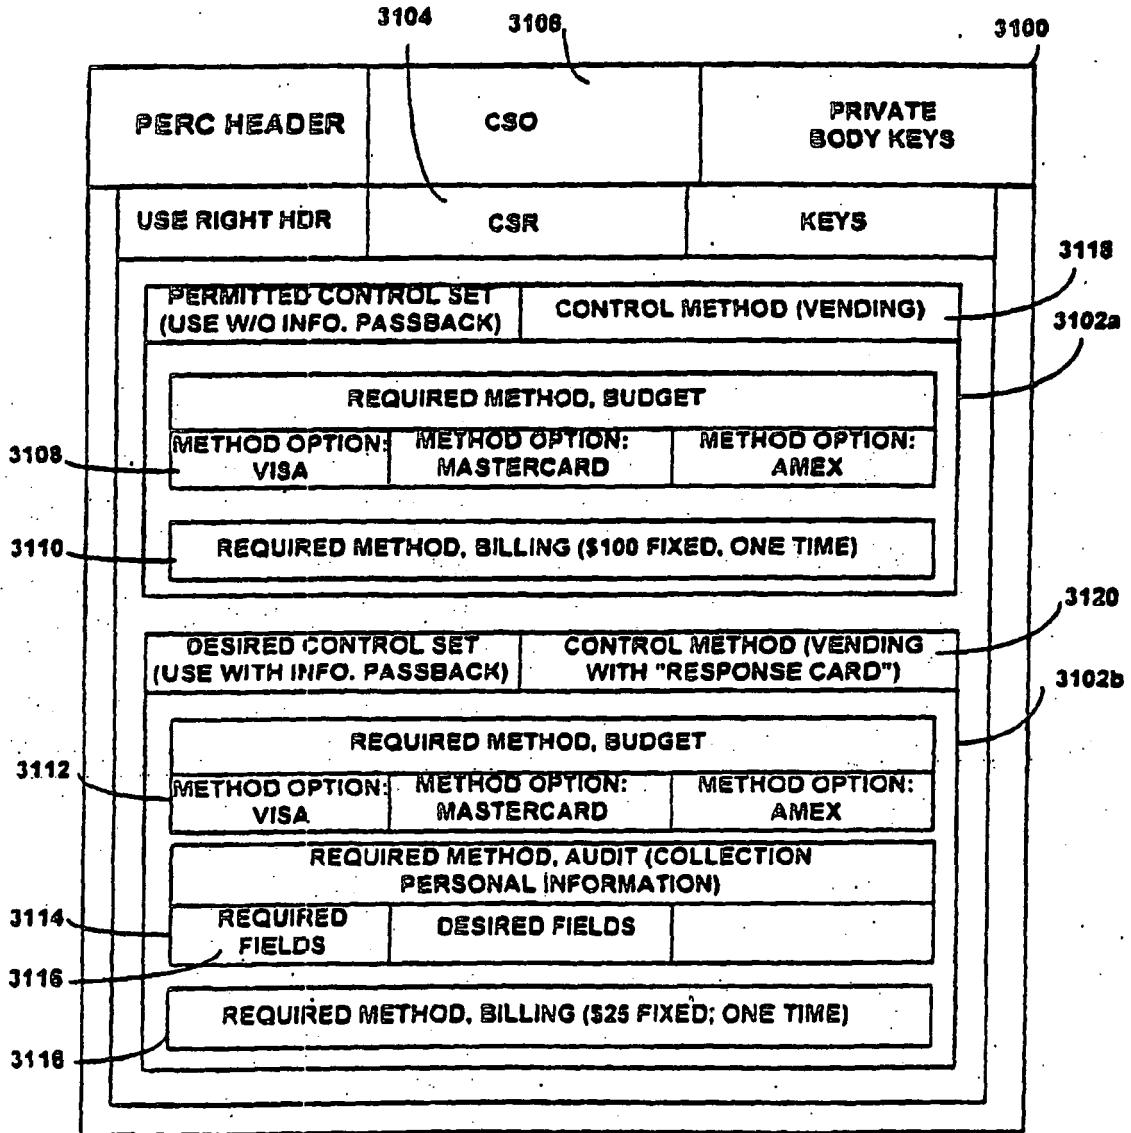 3104
3106
3100
PERC HEADER
CSO
PRIVATE
BODY KEYS
USE RIGHT HDR
CSR
KEYS
3118
PERMITTED CONTROL SET
(USE W/O INFO. PASSBACK)
CONTROL METHOD (VENDING)
3102a
REQUIRED METHOD, BUDGET
3108
METHOD OPTION:
VISA
METHOD OPTION:
MASTERCARD
METHOD OPTION:
AMEX
3110
REQUIRED METHOD, BILLING ($100 FIXED, ONE TIME)
3120
DESIRED CONTROL SET
(USE WITH INFO. PASSBACK)
CONTROL METHOD (VENDING
WITH "RESPONSE CARD")
3102b
REQUIRED METHOD, BUDGET
3112
METHOD OPTION:
VISA
METHOD OPTION:
MASTERCARD
METHOD OPTION:
AMEX
REQUIRED METHOD, AUDIT (COLLECTION
PERSONAL INFORMATION)
3114
REQUIRED
FIELDS
DESIRED FIELDS
3116
REQUIRED METHOD, BILLING ($25 FIXED; ONE TIME)
3116